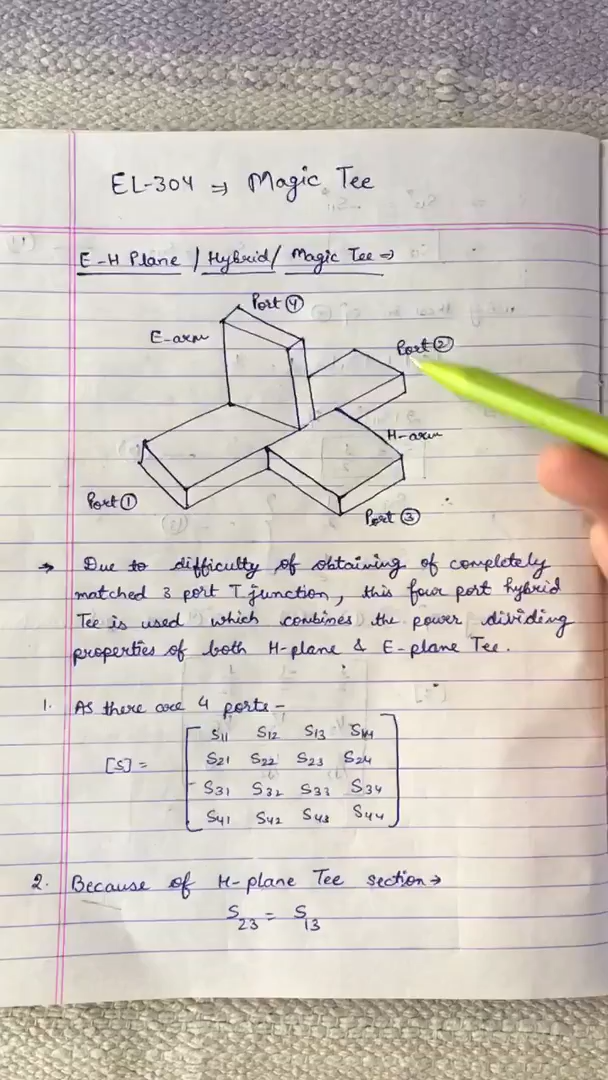 EL-304 ⇒ Magic Tee
E-H Plane / Hybrid / Magic Tee ⇒
Port ④
E-arm
Port ②
H-arm
Port ①
Port ③
→ Due to difficulty of obtaining of completely
matched 3 port T junction, this four port hybrid
Tee is used which combines the power dividing
properties of both H-plane & E-plane Tee.
1. As there are 4 ports -
S11 S12 S13 S14
[S] = S21 S22 S23 S24
S31 S32 S33 S34
S41 S42 S43 S44
2. Because of H-plane Tee section →
S23 = S13